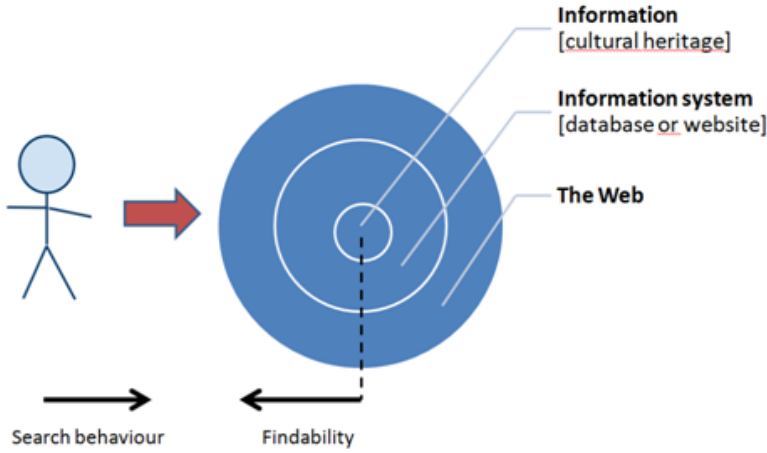 Information
[cultural heritage]
Information system
[database or website]
The Web
Search behaviour
Findability